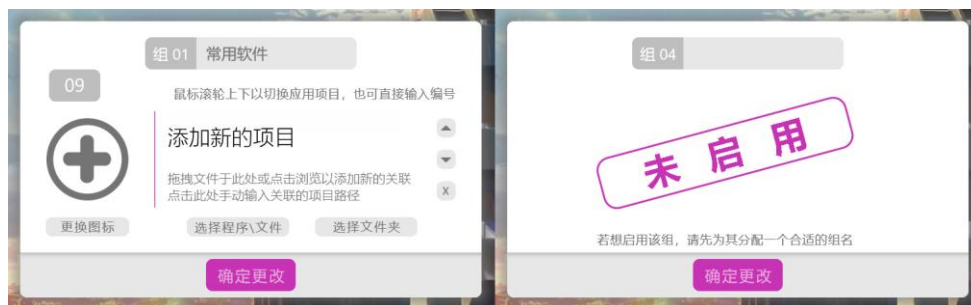 组 01 常用软件
09
鼠标滚轮上下以切换应用项目，也可直接输入编号
添加新的项目
拖拽文件于此处或点击浏览以添加新的关联
点击此处手动输入关联的项目路径
X
更换图标
选择程序\文件
选择文件夹
确定更改
组 04
未启用
若想启用该组，请先为其分配一个合适的组名
确定更改